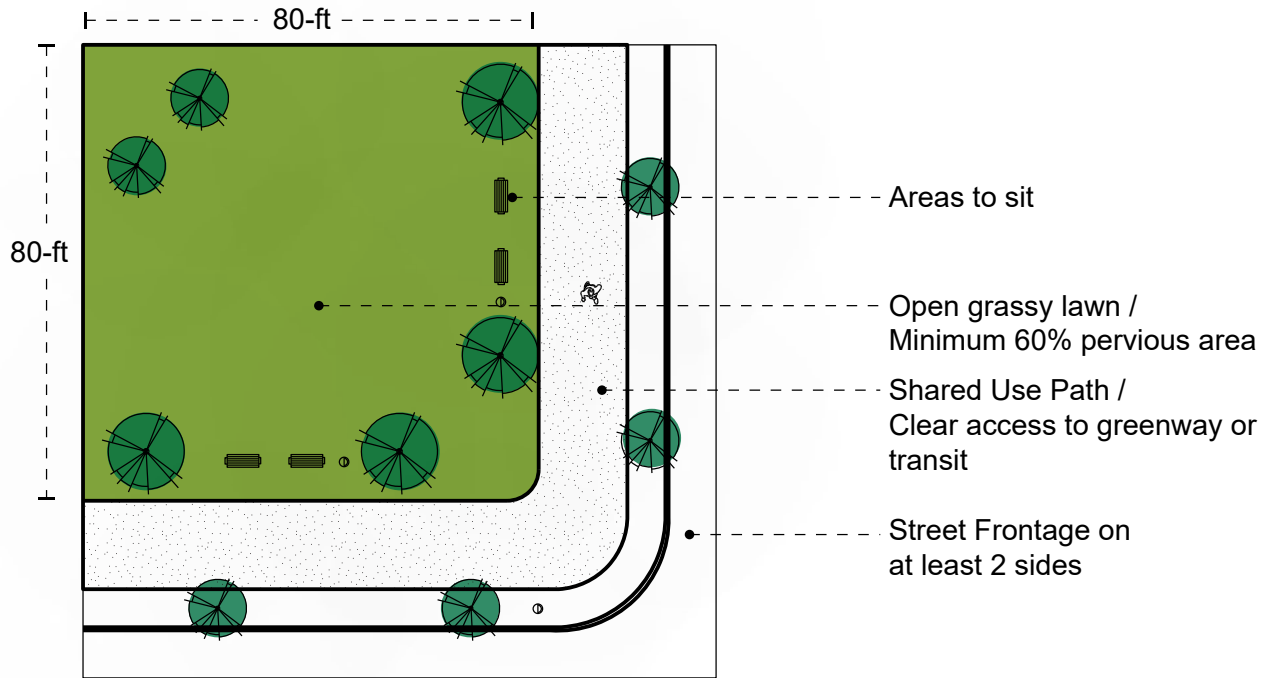 80-ft
80-ft
Areas to sit
Open grassy lawn /
Minimum 60% pervious area
Shared Use Path /
Clear access to greenway or
transit
Street Frontage on
at least 2 sides